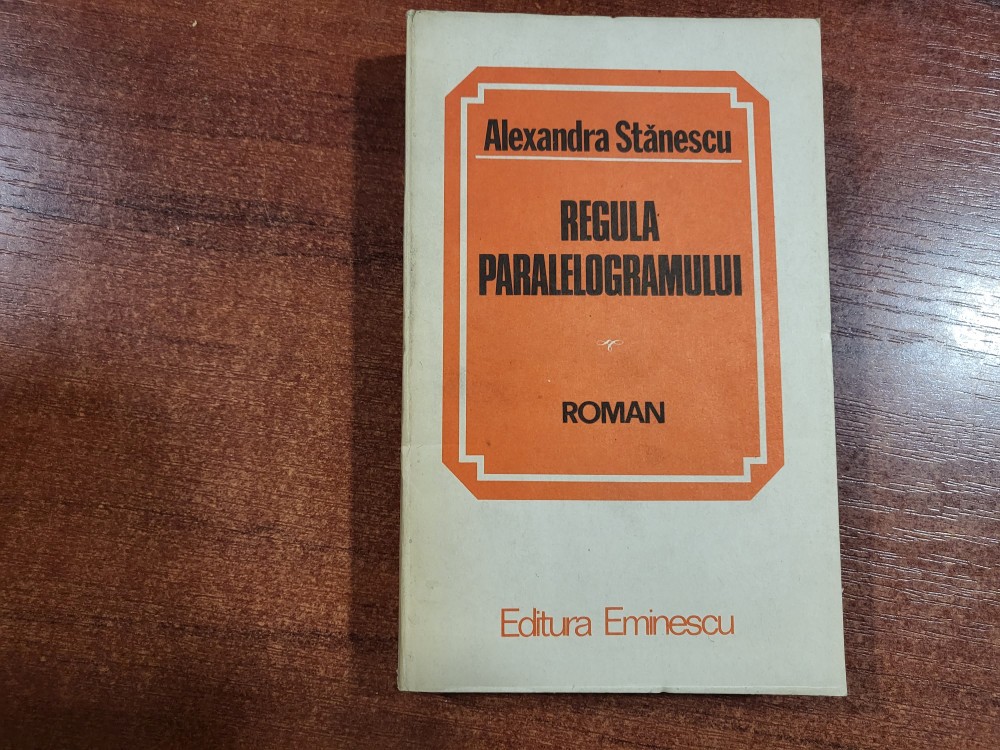 Alexandra Stănescu
REGULA
PARALELOGRAMULUI
ROMAN
Editura Eminescu